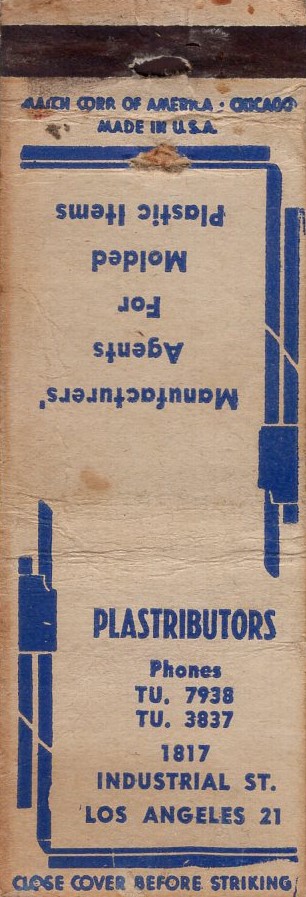 MATCH CORP. OF AMERICA · CHICAGO
MADE IN U.S.A.
Manufacturers'
Agents
For
Molded
Plastic Items
PLASTRIBUTORS
Phones
TU. 7938
TU. 3837
1817
INDUSTRIAL ST.
LOS ANGELES 21
CLOSE COVER BEFORE STRIKING